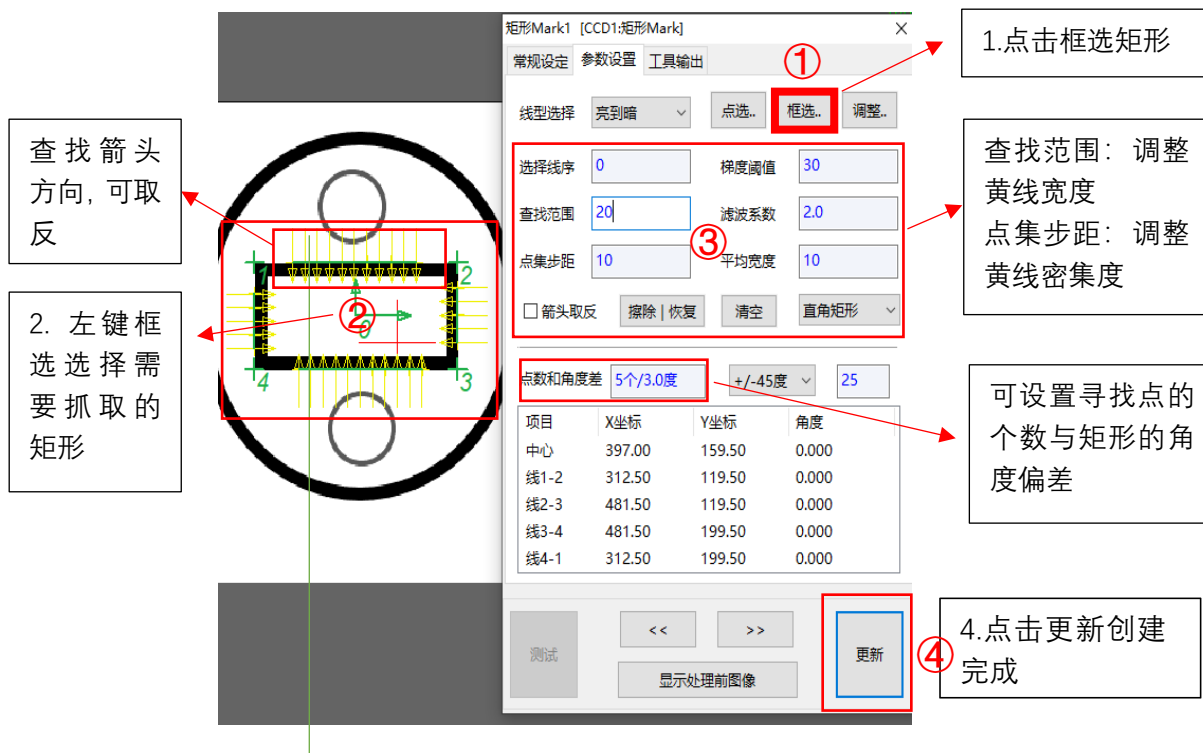 矩形Mark1 [CCD1:矩形Mark]
常规设定 参数设置 工具输出
①
线型选择 亮到暗 点选.. 框选.. 调整..
选择线序 0 梯度阈值 30
查找范围 20 滤波系数 2.0
③
点集步距 10 平均宽度 10
箭头取反 擦除 | 恢复 清空 直角矩形
点数和角度差 5个/3.0度 +/-45度 25
项目 X坐标 Y坐标 角度
中心 397.00 159.50 0.000
线1-2 312.50 119.50 0.000
线2-3 481.50 119.50 0.000
线3-4 481.50 199.50 0.000
线4-1 312.50 199.50 0.000
测试 << >> 更新
显示处理前图像
④
1.点击框选矩形
查找范围：调整
黄线宽度
点集步距：调整
黄线密集度
可设置寻找点的
个数与矩形的角
度偏差
4.点击更新创建
完成
查找箭头
方向，可取
反
2. 左键框
选选择需
要抓取的
矩形
1 2
② 0
4 3